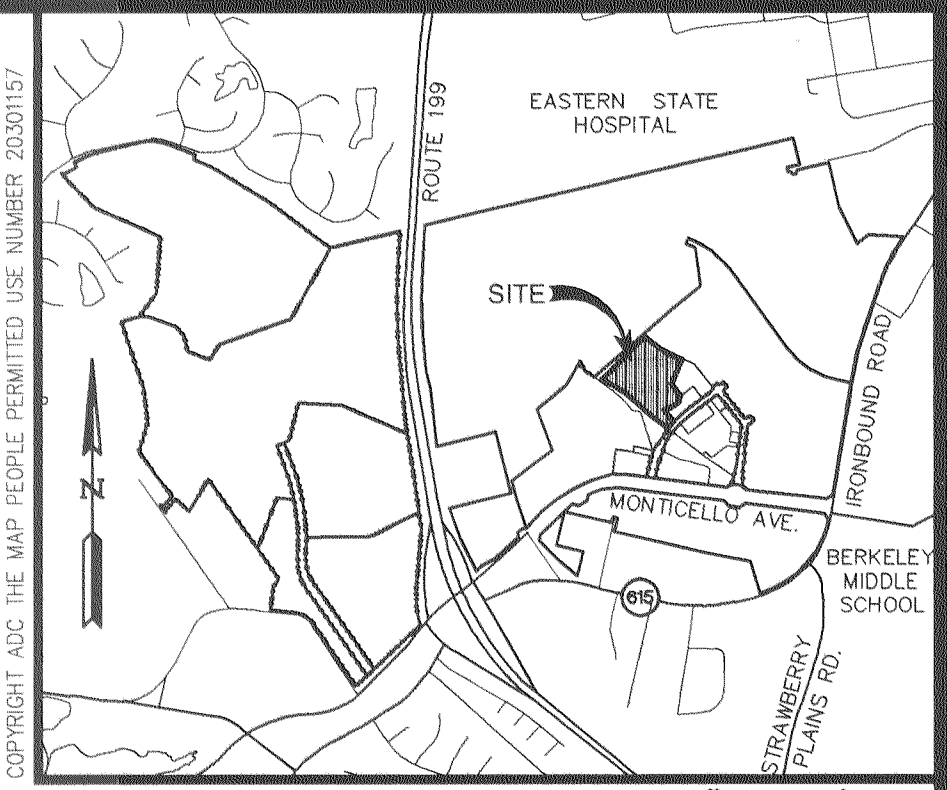 COPYRIGHT ADC THE MAP PEOPLE PERMITTED USE NUMBER 20301157
ROUTE 199
EASTERN STATE
HOSPITAL
SITE
IRONBOUND ROAD
N
MONTICELLO AVE.
BERKELEY
MIDDLE
SCHOOL
615
STRAWBERRY
PLAINS RD.